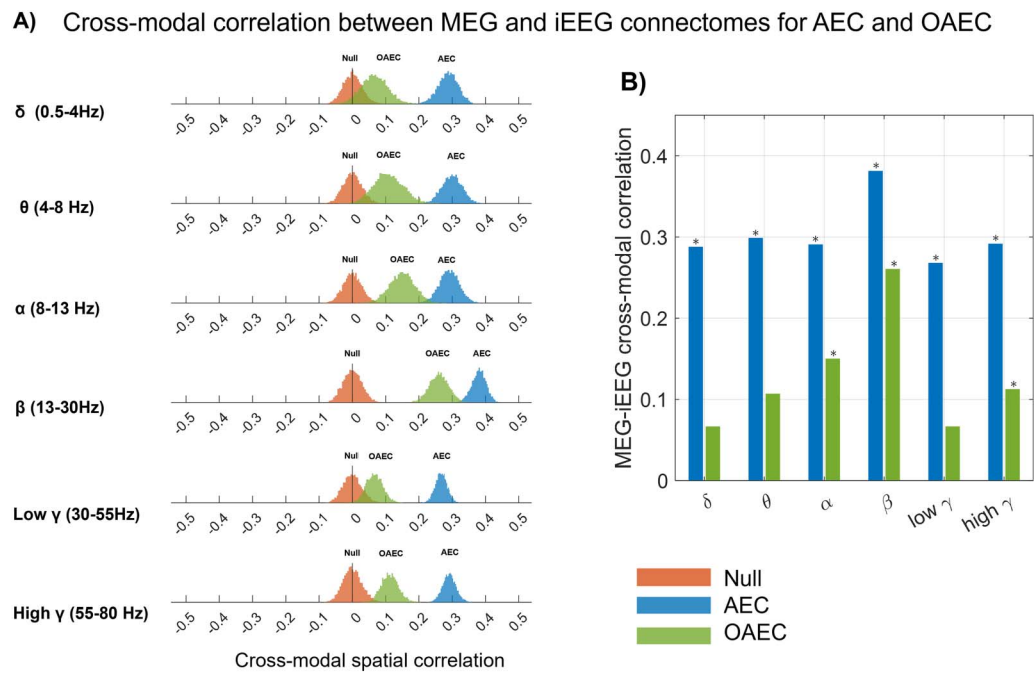 A) Cross-modal correlation between MEG and iEEG connectomes for AEC and OAEC
Null OAEC AEC
δ (0.5-4Hz)
-0.5 -0.4 -0.3 -0.2 -0.1 0 0.1 0.2 0.3 0.4 0.5
Null OAEC AEC
θ (4-8 Hz)
-0.5 -0.4 -0.3 -0.2 -0.1 0 0.1 0.2 0.3 0.4 0.5
Null OAEC AEC
α (8-13 Hz)
-0.5 -0.4 -0.3 -0.2 -0.1 0 0.1 0.2 0.3 0.4 0.5
Null OAEC AEC
β (13-30Hz)
-0.5 -0.4 -0.3 -0.2 -0.1 0 0.1 0.2 0.3 0.4 0.5
Null OAEC AEC
Low γ (30-55Hz)
-0.5 -0.4 -0.3 -0.2 -0.1 0 0.1 0.2 0.3 0.4 0.5
Null OAEC AEC
High γ (55-80 Hz)
-0.5 -0.4 -0.3 -0.2 -0.1 0 0.1 0.2 0.3 0.4 0.5
Cross-modal spatial correlation
B)
MEG-iEEG cross-modal correlation
0.4
0.3
0.2
0.1
0
* * * * * * * * *
δ θ α β low γ high γ
Null
AEC
OAEC